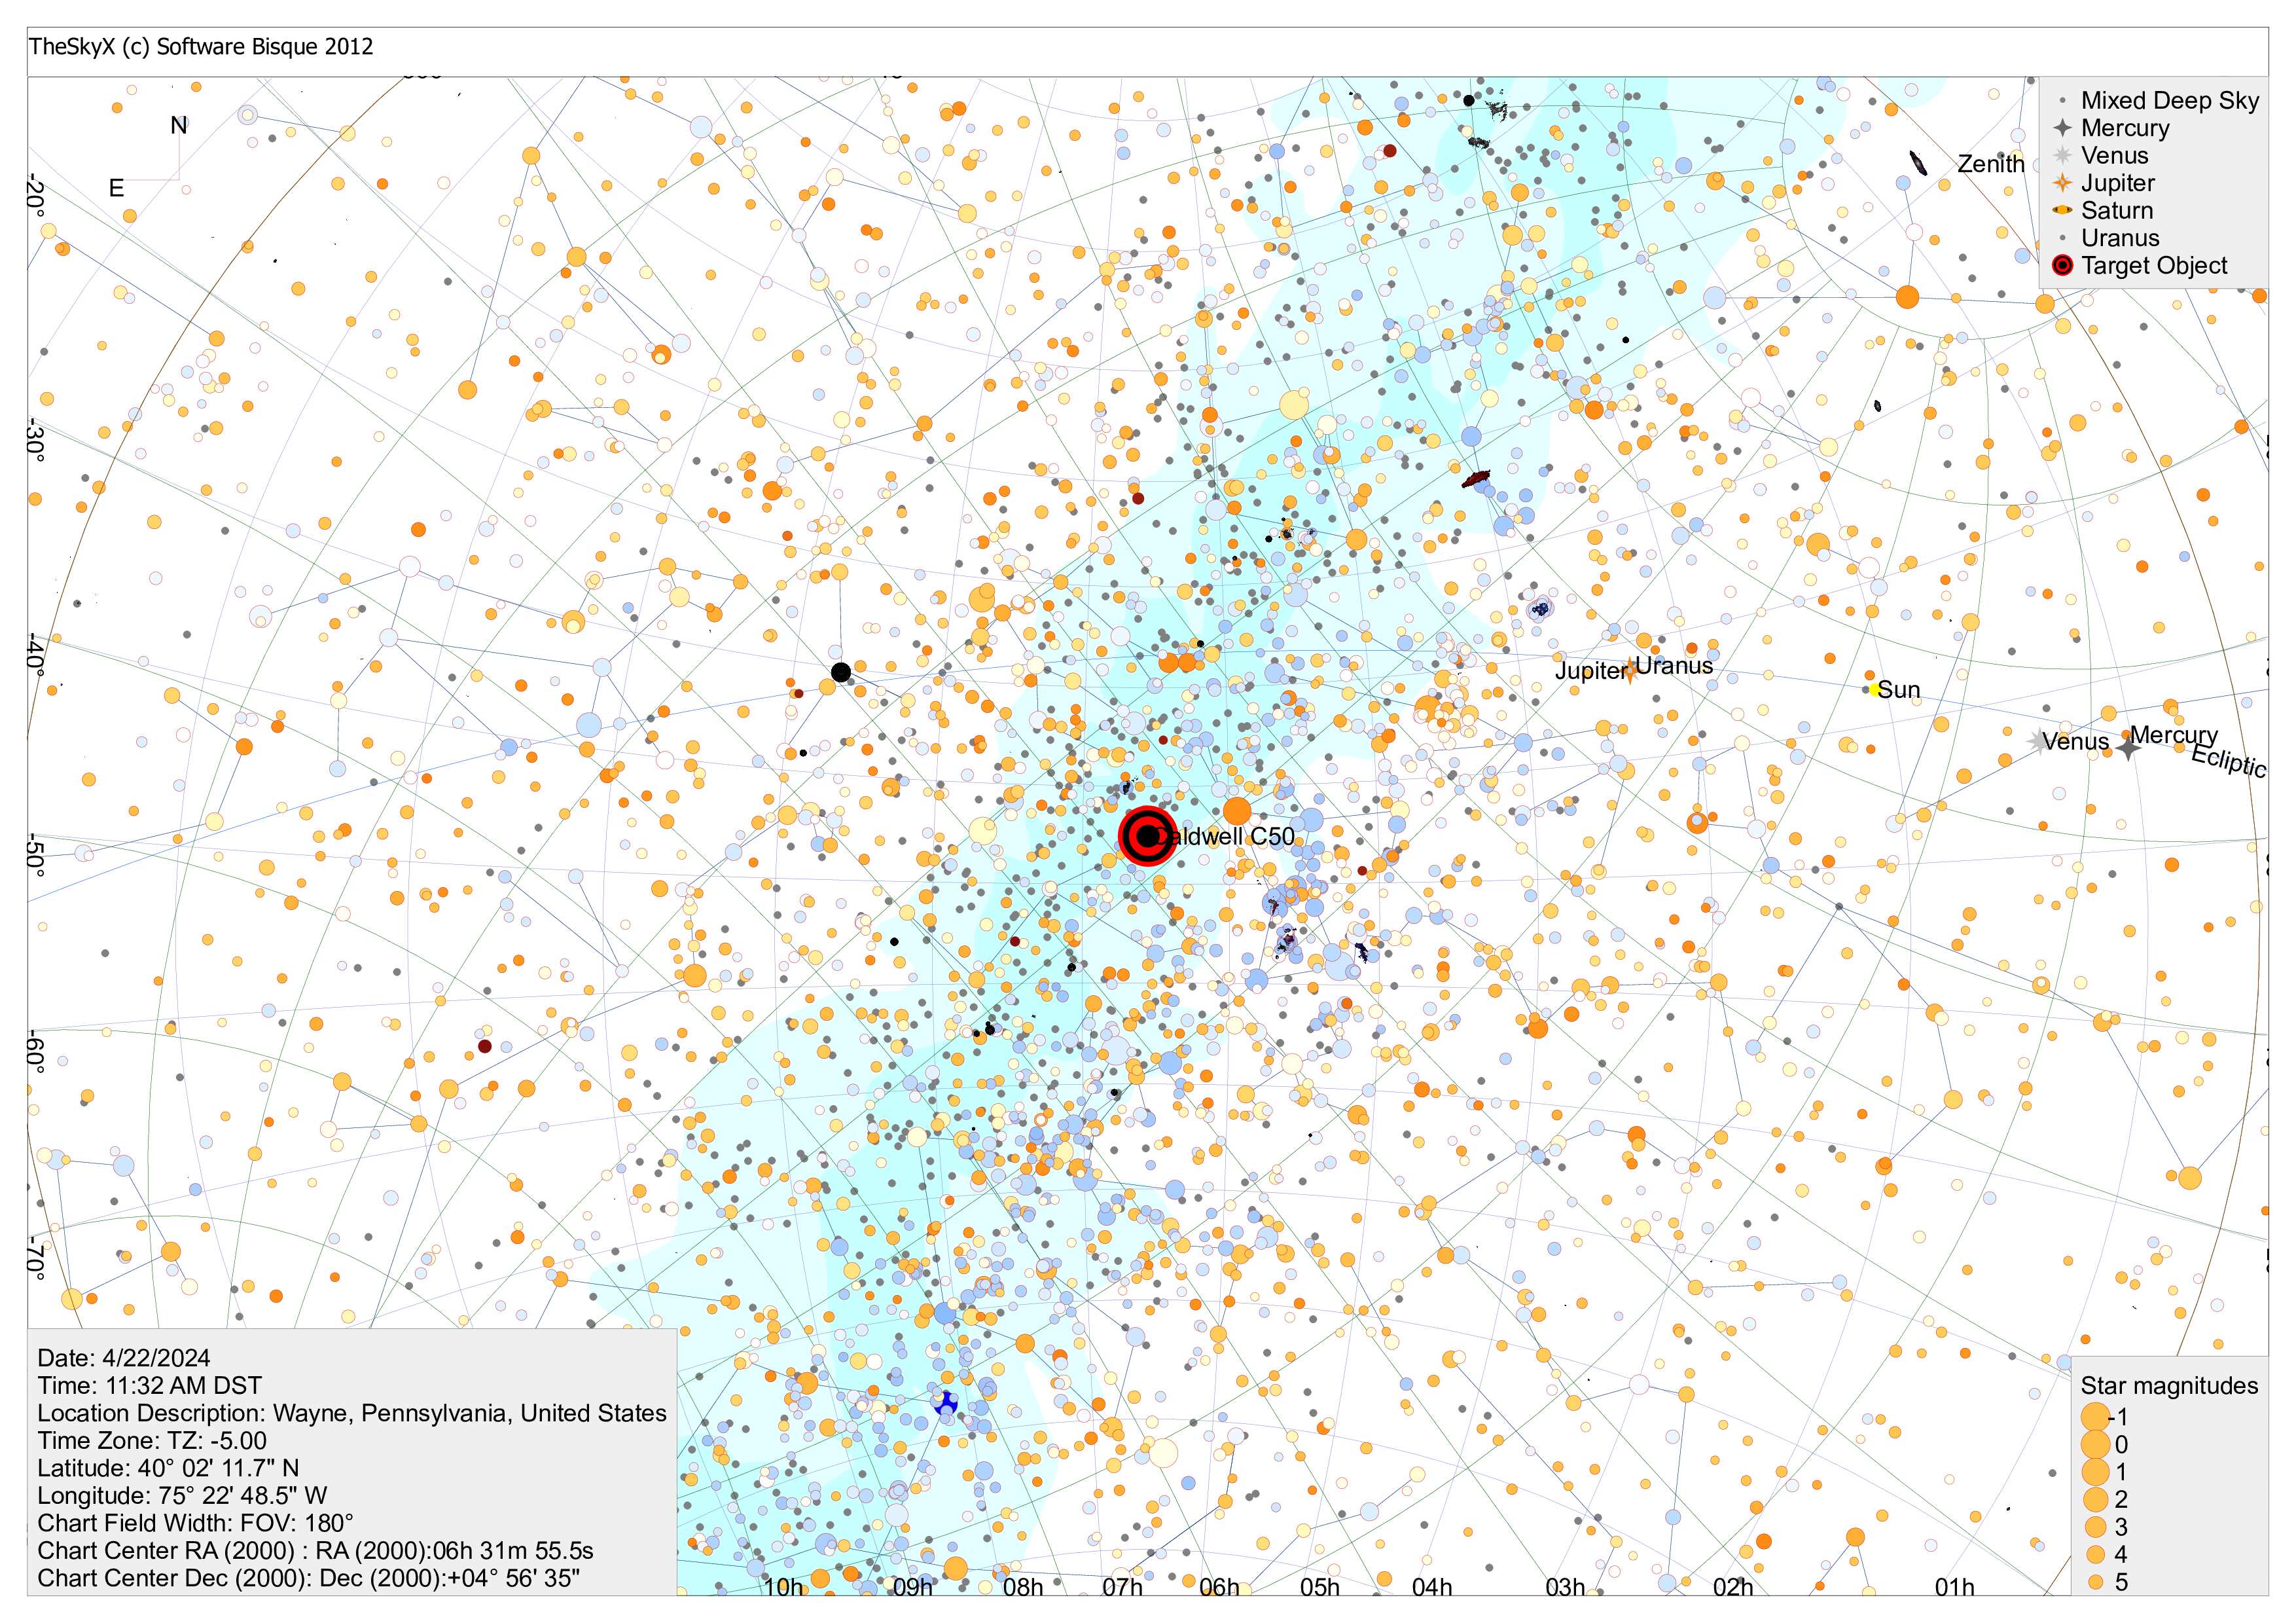 TheSkyX (c) Software Bisque 2012
N
E
Mixed Deep Sky
Mercury
Venus
Jupiter
Saturn
Uranus
Target Object
Zenith
-20°
-30°
-40°
-50°
-60°
-70°
Jupiter
Uranus
Sun
Venus
Mercury
Ecliptic
Caldwell C50
Date: 4/22/2024
Time: 11:32 AM DST
Location Description: Wayne, Pennsylvania, United States
Time Zone: TZ: -5.00
Latitude: 40° 02' 11.7" N
Longitude: 75° 22' 48.5" W
Chart Field Width: FOV: 180°
Chart Center RA (2000) : RA (2000):06h 31m 55.5s
Chart Center Dec (2000): Dec (2000):+04° 56' 35"
Star magnitudes
-1
0
1
2
3
4
5
10h 09h 08h 07h 06h 05h 04h 03h 02h 01h